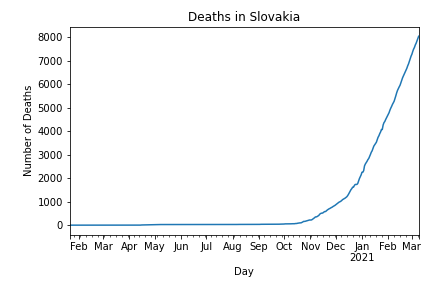 Deaths in Slovakia
Number of Deaths
8000
7000
6000
5000
4000
3000
2000
1000
0
Feb Mar Apr May Jun Jul Aug Sep Oct Nov Dec Jan Feb Mar
2021
Day